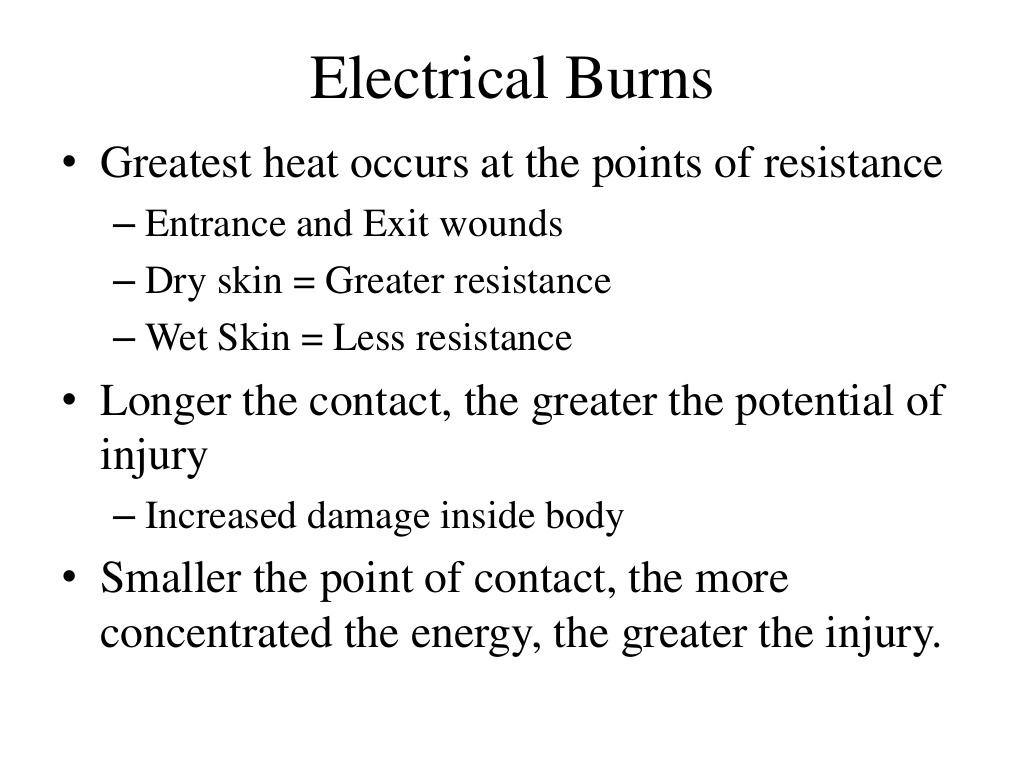 Electrical Burns
• Greatest heat occurs at the points of resistance
– Entrance and Exit wounds
– Dry skin = Greater resistance
– Wet Skin = Less resistance
• Longer the contact, the greater the potential of
injury
– Increased damage inside body
• Smaller the point of contact, the more
concentrated the energy, the greater the injury.